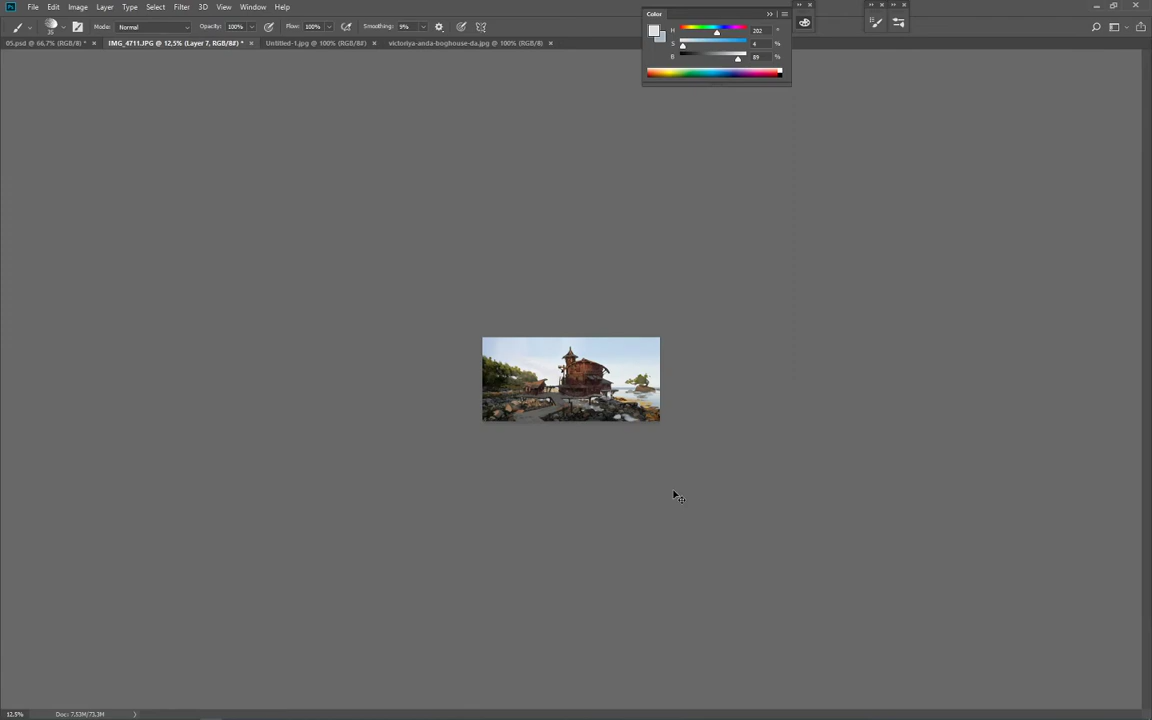 Ps File Edit Image Layer Type Select Filter 3D View Window Help
35 Mode: Normal Opacity: 100% Flow: 100% Smoothing: 9%
05.psd @ 66,7% (RGB/8#) * × IMG_4711.JPG @ 12,5% (Layer 7, RGB/8#) * × Untitled-1.jpg @ 100% (RGB/8#) × victoriya-anda-boghouse-da.jpg @ 100% (RGB/8#) ×
Color
H 202 °
S 4 %
B 89 %
12,5% Doc: 7,53M/73,3M